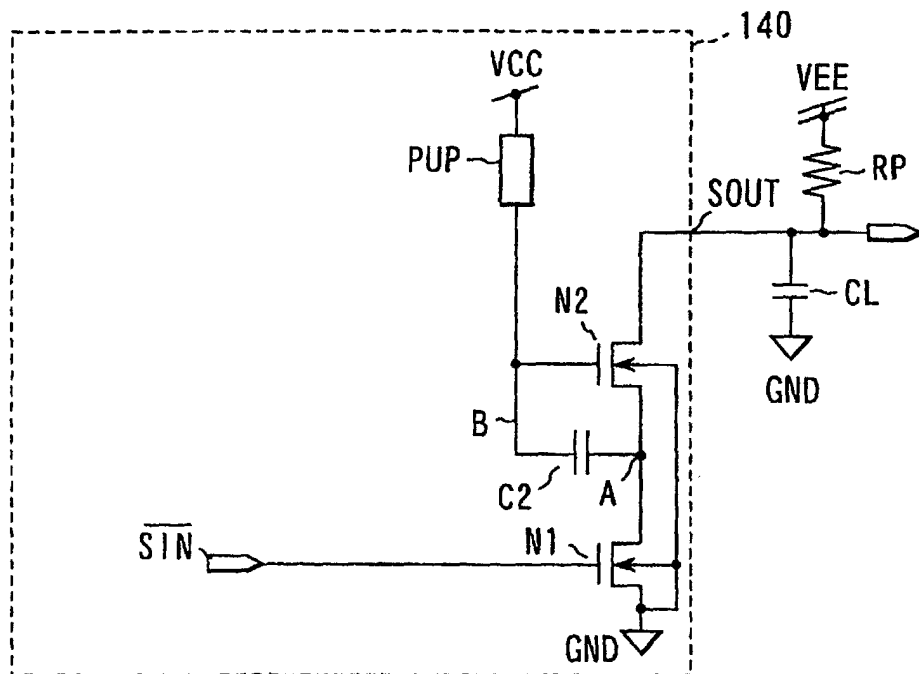 140
VCC
VEE
PUP
RP
SOUT
N2
CL
GND
B
C2
A
SIN
N1
GND